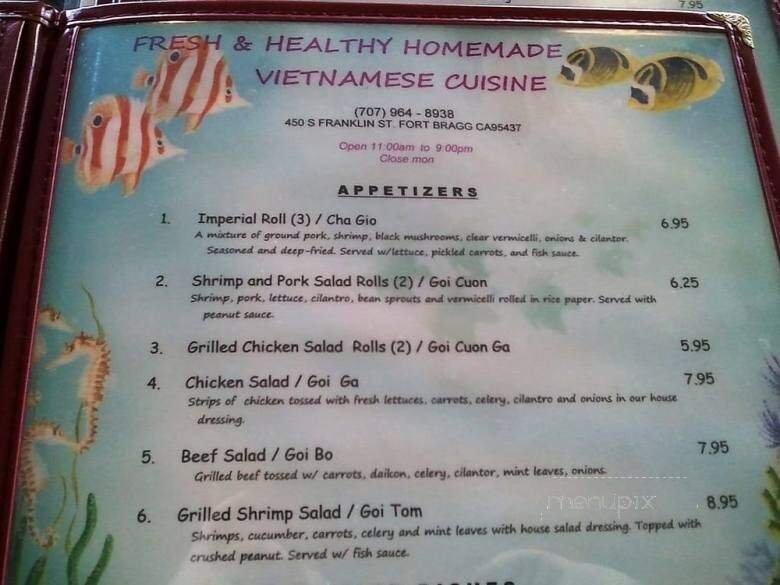 7.95
FRESH & HEALTHY HOMEMADE
VIETNAMESE CUISINE
(707) 964 - 8938
450 S FRANKLIN ST. FORT BRAGG CA95437
Open 11:00am to 9:00pm
Close mon
APPETIZERS
1. Imperial Roll (3) / Cha Gio 6.95
A mixture of ground pork, shrimp, black mushrooms, clear vermicelli, onions & cilantor.
Seasoned and deep-fried. Served w/lettuce, pickled carrots, and fish sauce.
2. Shrimp and Pork Salad Rolls (2) / Goi Cuon 6.25
Shrimp, pork, lettuce, cilantro, bean sprouts and vermicelli rolled in rice paper. Served with
peanut sauce.
3. Grilled Chicken Salad Rolls (2) / Goi Cuon Ga 5.95
4. Chicken Salad / Goi Ga 7.95
Strips of chicken tossed with fresh lettuces, carrots, celery, cilantro and onions in our house
dressing.
5. Beef Salad / Goi Bo 7.95
Grilled beef tossed w/ carrots, daikon, celery, cilantor, mint leaves, onions.
menupix
6. Grilled Shrimp Salad / Goi Tom 8.95
Shrimps, cucumber, carrots, celery and mint leaves with house salad dressing. Topped with
crushed peanut. Served w/ fish sauce.